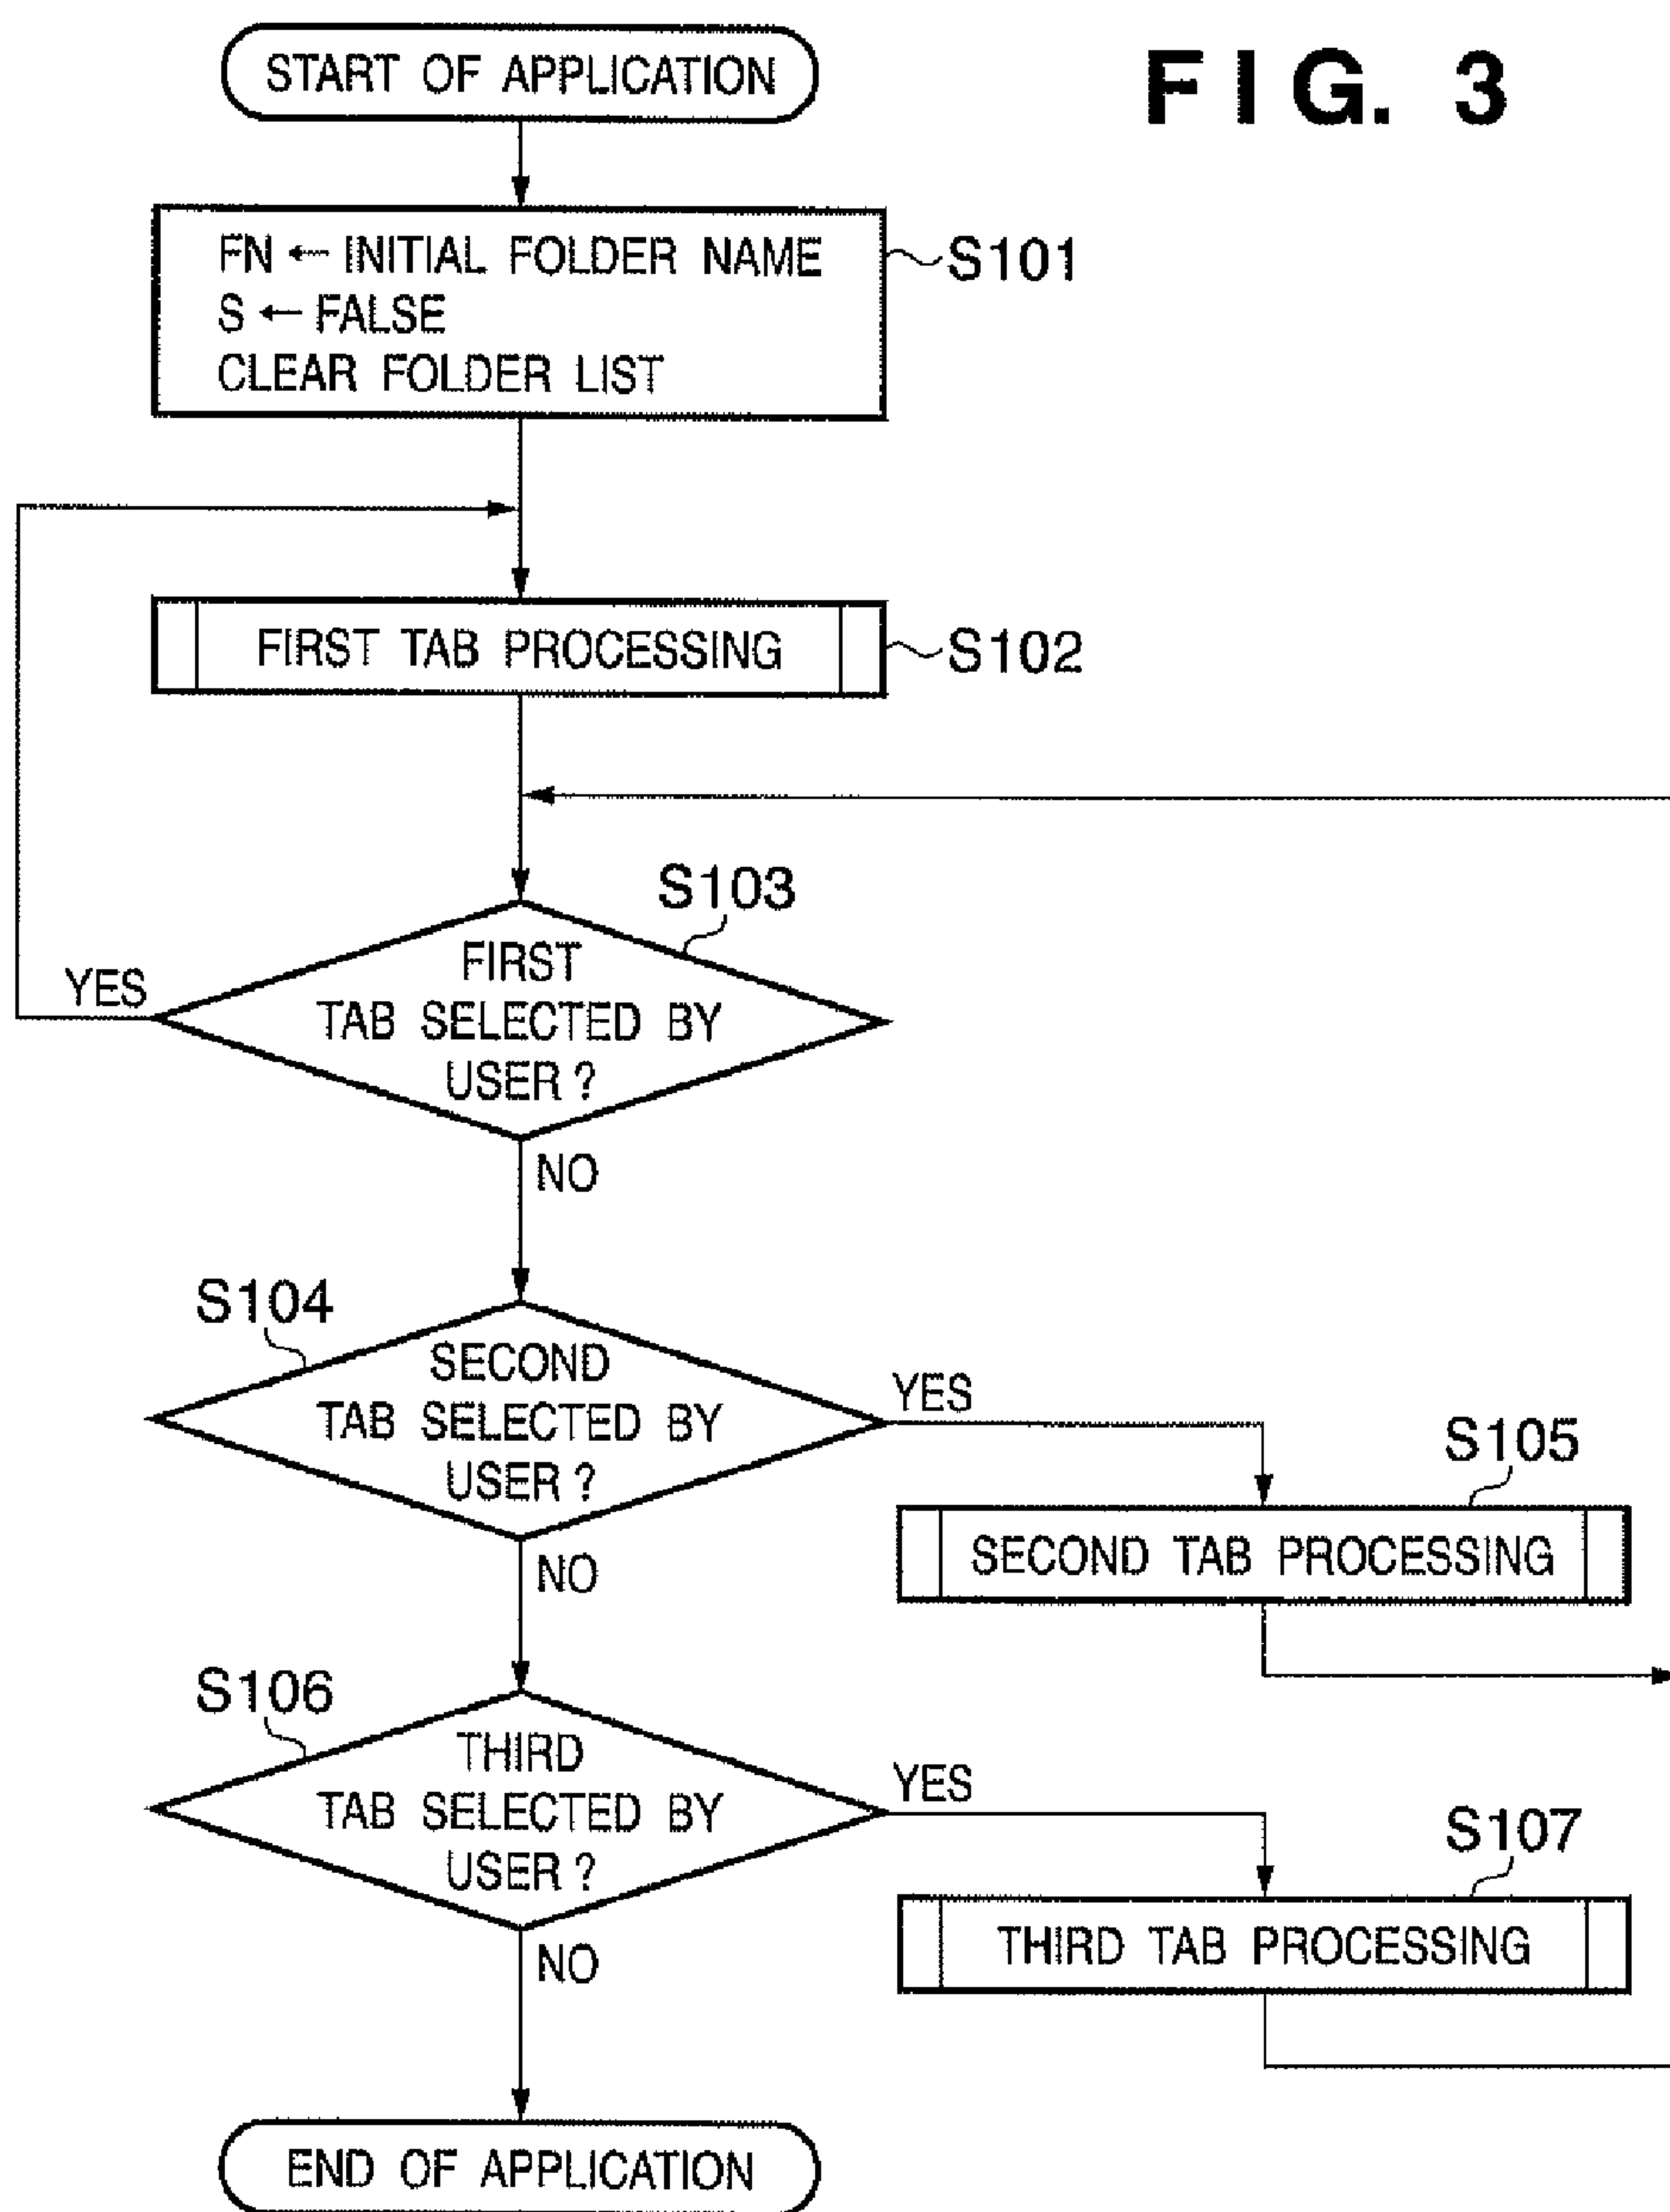 START OF APPLICATION
FIG. 3
FN ← INITIAL FOLDER NAME
S ← FALSE
CLEAR FOLDER LIST
S101
FIRST TAB PROCESSING
S102
S103
FIRST
TAB SELECTED BY
USER ?
YES
NO
S104
SECOND
TAB SELECTED BY
USER ?
YES
NO
S105
SECOND TAB PROCESSING
S106
THIRD
TAB SELECTED BY
USER ?
YES
NO
S107
THIRD TAB PROCESSING
END OF APPLICATION